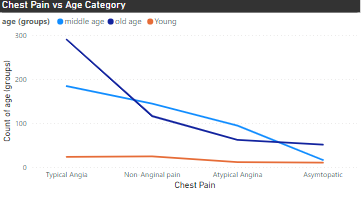 Chest Pain vs Age Category
age (groups) middle age old age Young
300
200
100
0
Count of age (groups)
Typical Angia Non- Anginal pain Atypical Angina Asymtopatic
Chest Pain